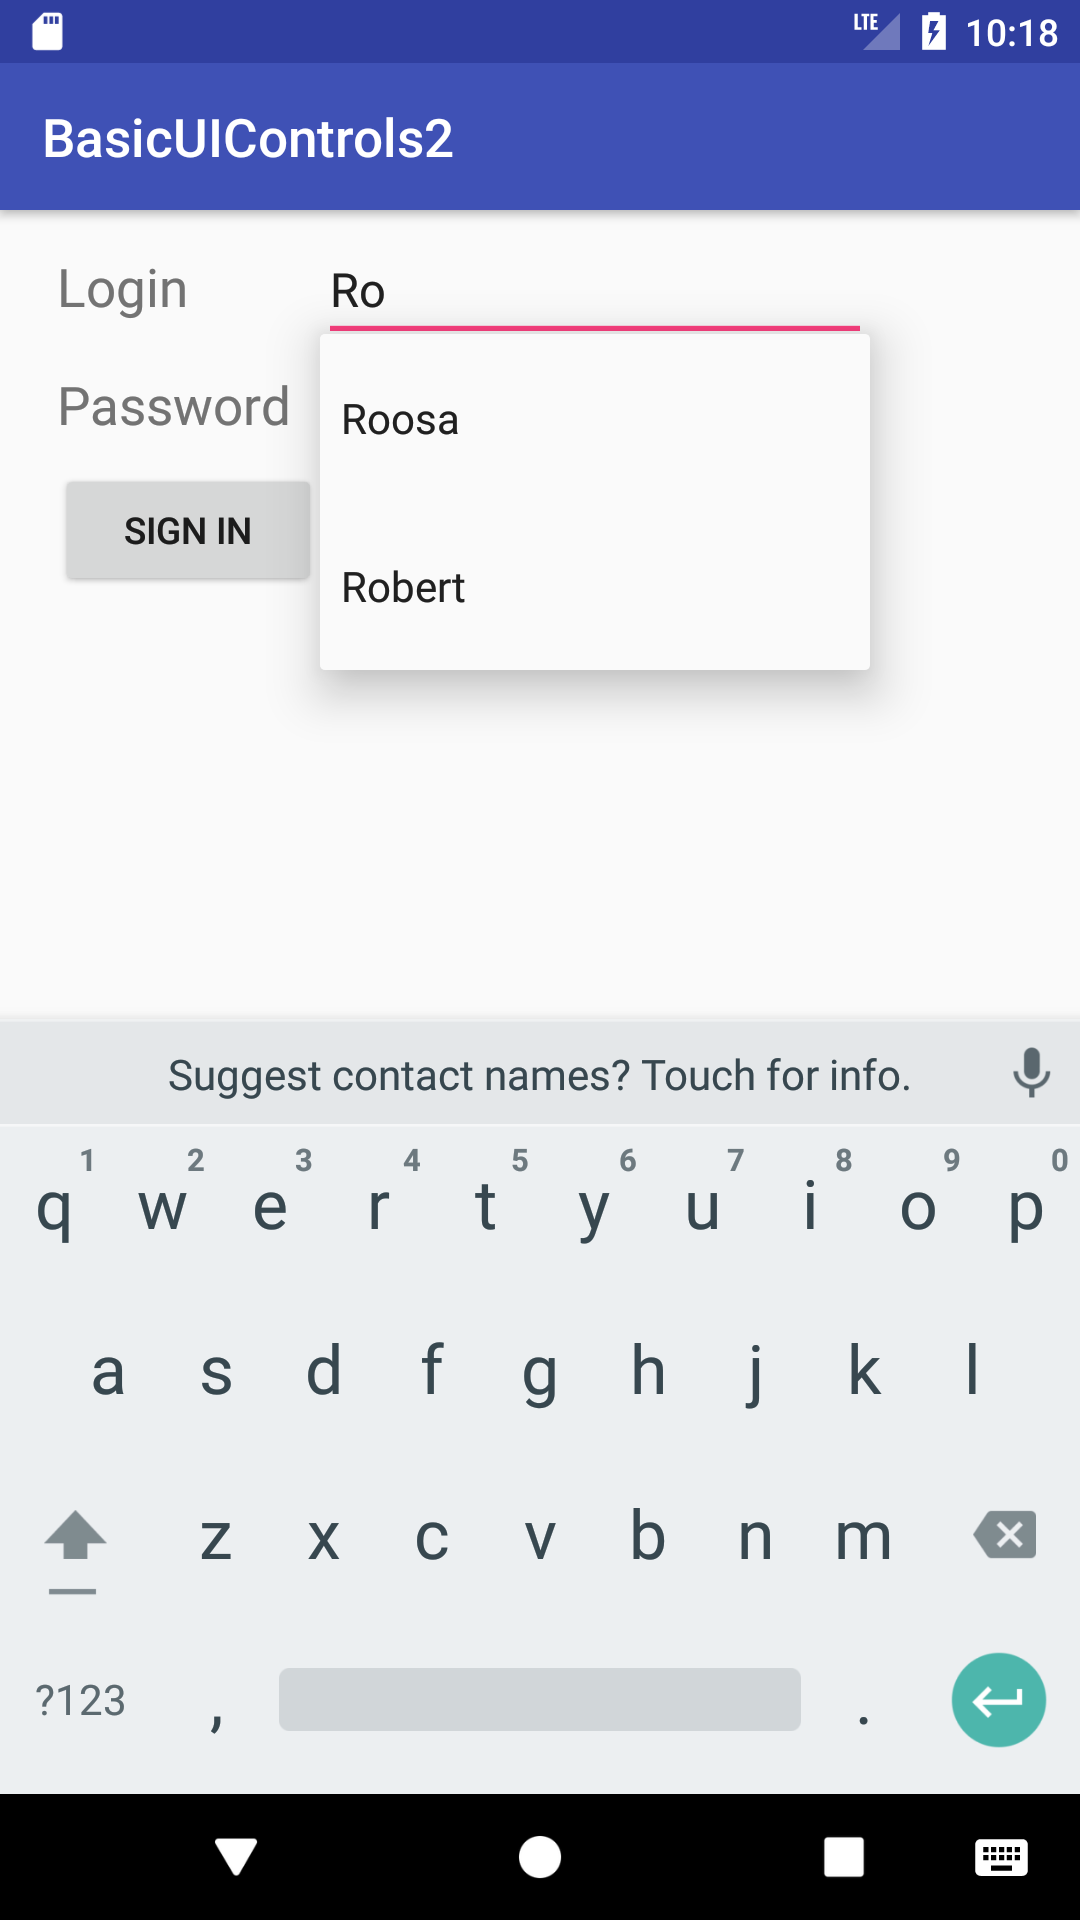 LTE 10:18
BasicUIControls2
Login Ro
Roosa
Password
SIGN IN
Robert
Suggest contact names? Touch for info.
1 2 3 4 5 6 7 8 9 0
q w e r t y u i o p
a s d f g h j k l
z x c v b n m
?123 , .